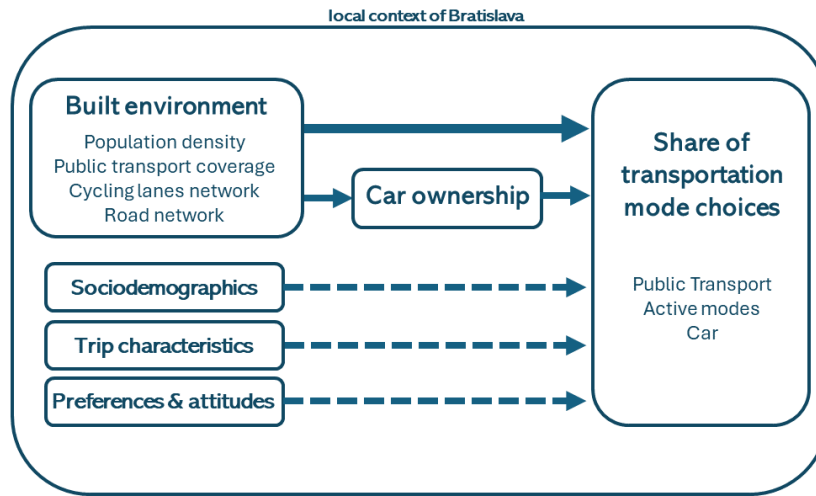 local context of Bratislava
Built environment
Population density
Public transport coverage
Cycling lanes network
Road network
Car ownership
Share of
transportation
mode choices
Public Transport
Active modes
Car
Sociodemographics
Trip characteristics
Preferences & attitudes